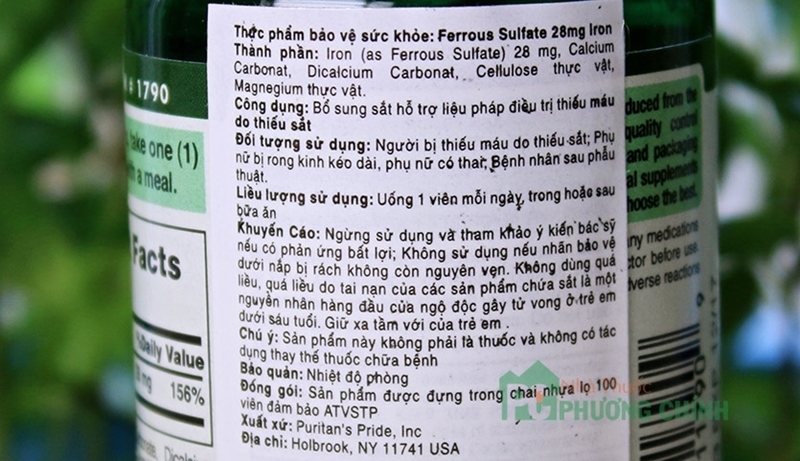 # 1790
take one (1)
a meal.
Facts
%Daily Value
mg 156%
Thực phẩm bảo vệ sức khỏe: Ferrous Sulfate 28mg Iron
Thành phần: Iron (as Ferrous Sulfate) 28 mg, Calcium
Carbonat, Dicalcium Carbonat, Cellulose thực vật,
Magnegium thực vật.
Công dụng: Bổ sung sắt hỗ trợ liệu pháp điều trị thiếu máu
do thiếu sắt
Đối tượng sử dụng: Người bị thiếu máu do thiếu sắt; Phụ
nữ bị rong kinh kéo dài, phụ nữ có thai; Bệnh nhân sau phẫu
thuật.
Liều lượng sử dụng: Uống 1 viên mỗi ngày, trong hoặc sau
bữa ăn
Khuyến Cáo: Ngừng sử dụng và tham khảo ý kiến bác sỹ
nếu có phản ứng bất lợi; Không sử dụng nếu nhãn bảo vệ
dưới nắp bị rách không còn nguyên vẹn. Không dùng quá
liều, quá liều do tai nạn của các sản phẩm chứa sắt là một
nguyên nhân hàng đầu của ngộ độc gây tử vong ở trẻ em
dưới sáu tuổi. Giữ xa tầm với của trẻ em .
Chú ý: Sản phẩm này không phải là thuốc và không có tác
dụng thay thế thuốc chữa bệnh
Bảo quản: Nhiệt độ phòng
Đống gói: Sản phẩm được đựng trong chai nhựa lọ 100
viên đảm bảo ATVSTP
Xuất xứ: Puritan's Pride, Inc
Địa chỉ: Holbrook, NY 11741 USA
duced from the
quality control
and packaging
al supplements
hoose the best.
ny medications
tor before use.
dverse reactions
PHƯƠNG CHINH